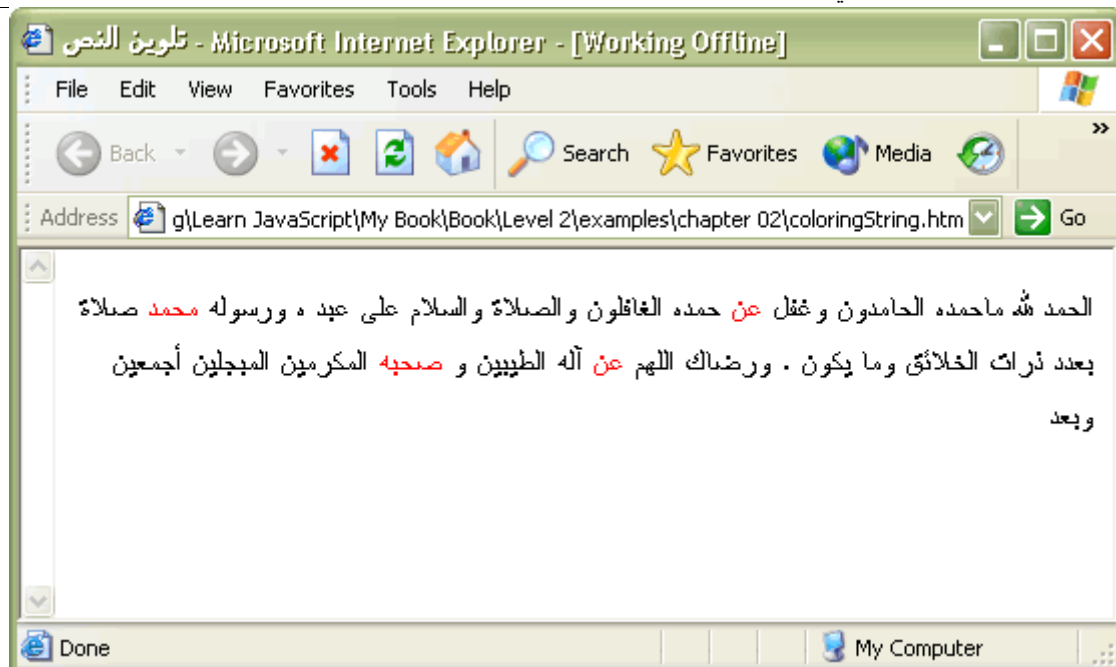 تلوين النص - Microsoft Internet Explorer - [Working Offline]
File Edit View Favorites Tools Help
Back Search Favorites Media »
Address g\Learn JavaScript\My Book\Book\Level 2\examples\chapter 02\coloringString.htm Go
الحمد لله ماحمده الحامدون وغفل عن حمده الغافلون والصلاة والسلام على عبد ه ورسوله محمد صلاة
بعدد ذرات الخلائق وما يكون . ورضاك اللهم عن آله الطيبين و صحبه المكرمين المبجلين أجمعين
وبعد
Done My Computer